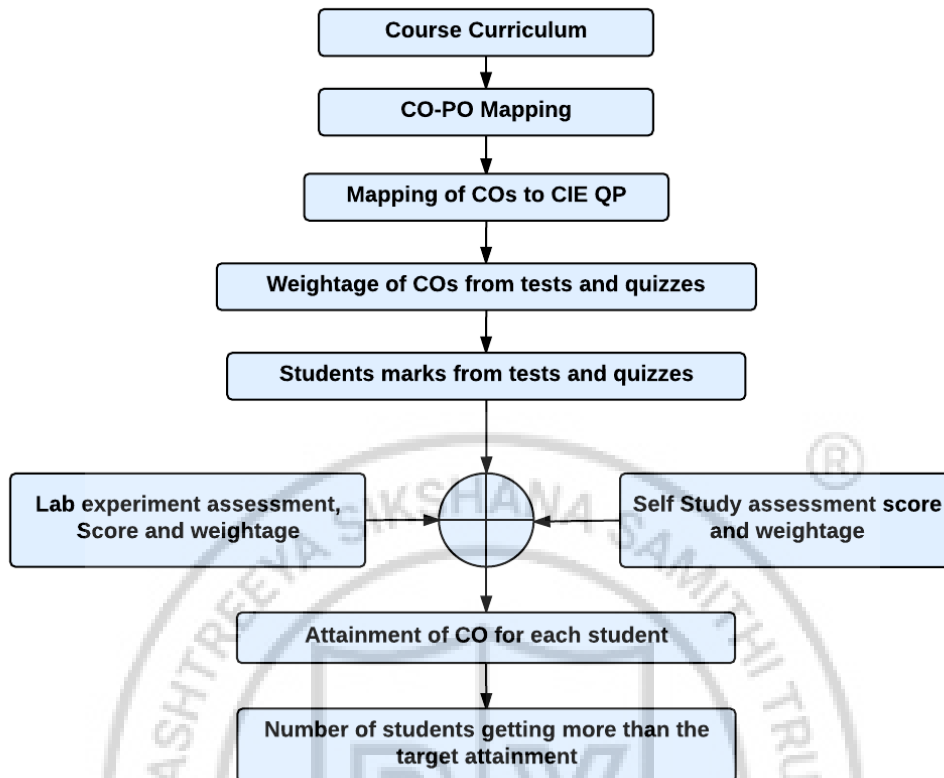 Course Curriculum
CO-PO Mapping
Mapping of COs to CIE QP
Weightage of COs from tests and quizzes
Students marks from tests and quizzes
®
Lab experiment assessment,
Score and weightage
Self Study assessment score
and weightage
SIKSHANA SAMITHI
Attainment of CO for each student
Number of students getting more than the
target attainment